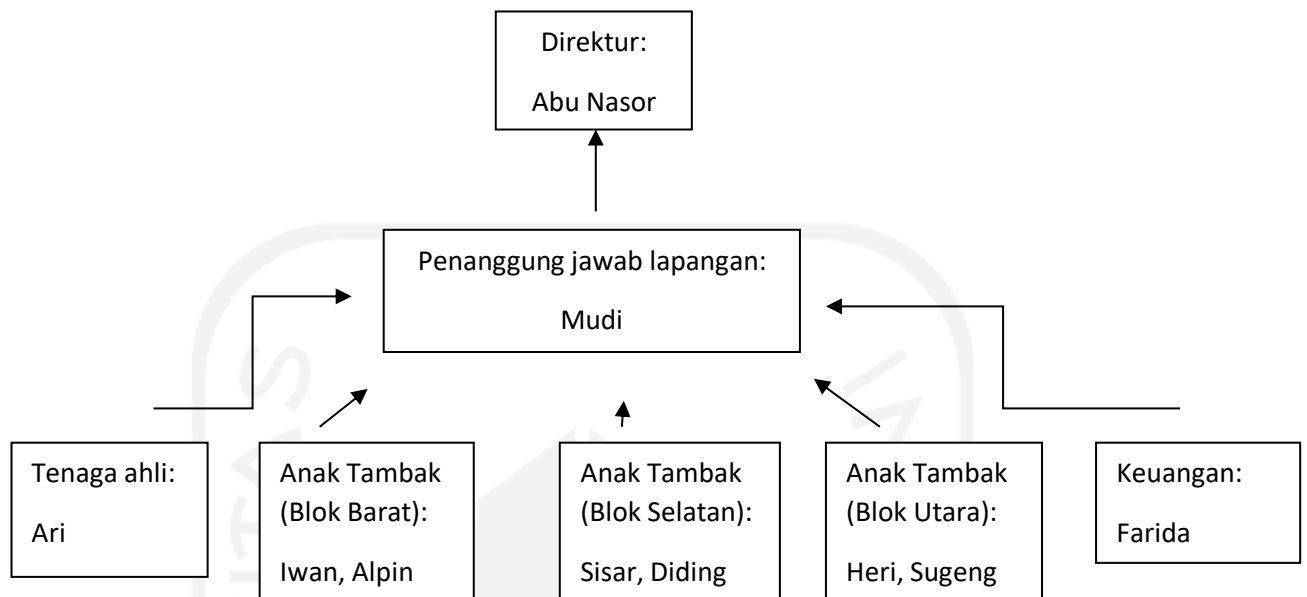 Direktur:
Abu Nasor
Penanggung jawab lapangan:
Mudi
Tenaga ahli:
Ari
Anak Tambak
(Blok Barat):
Iwan, Alpin
Anak Tambak
(Blok Selatan):
Sisar, Diding
Anak Tambak
(Blok Utara):
Heri, Sugeng
Keuangan:
Farida